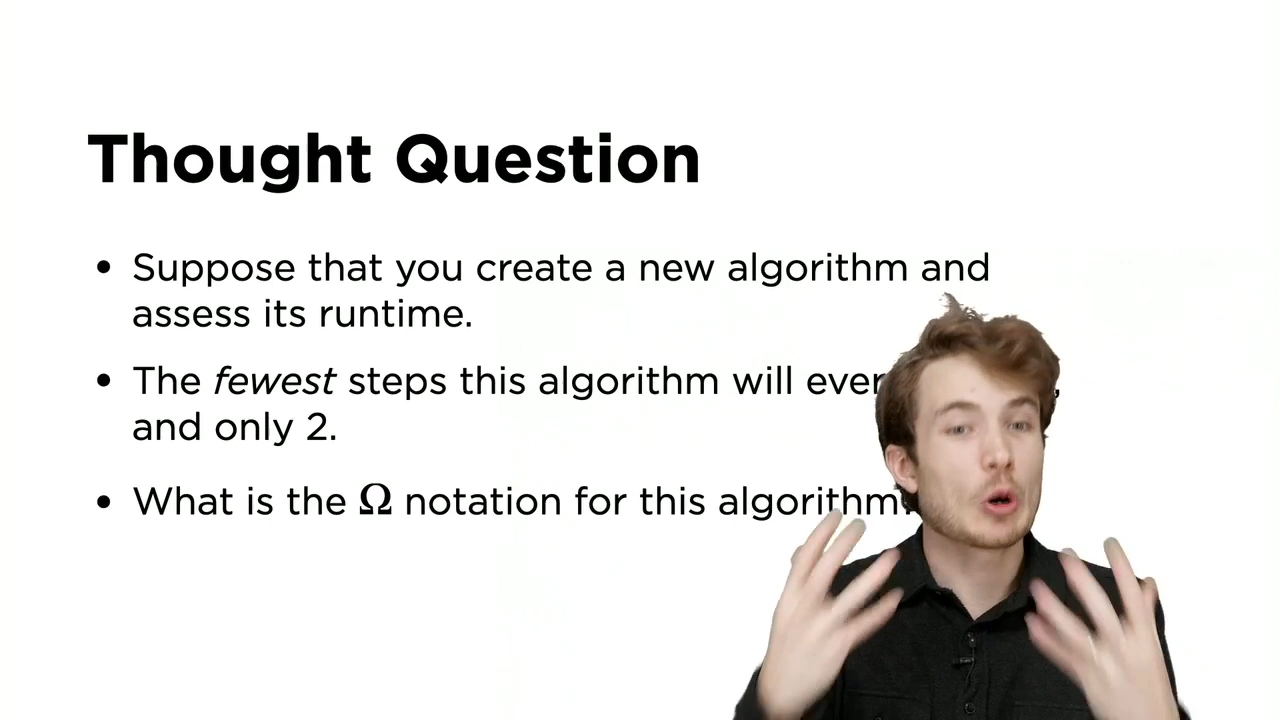 Thought Question
• Suppose that you create a new algorithm and
assess its runtime.
• The fewest steps this algorithm will ever ,
and only 2.
• What is the Ω notation for this algorithm